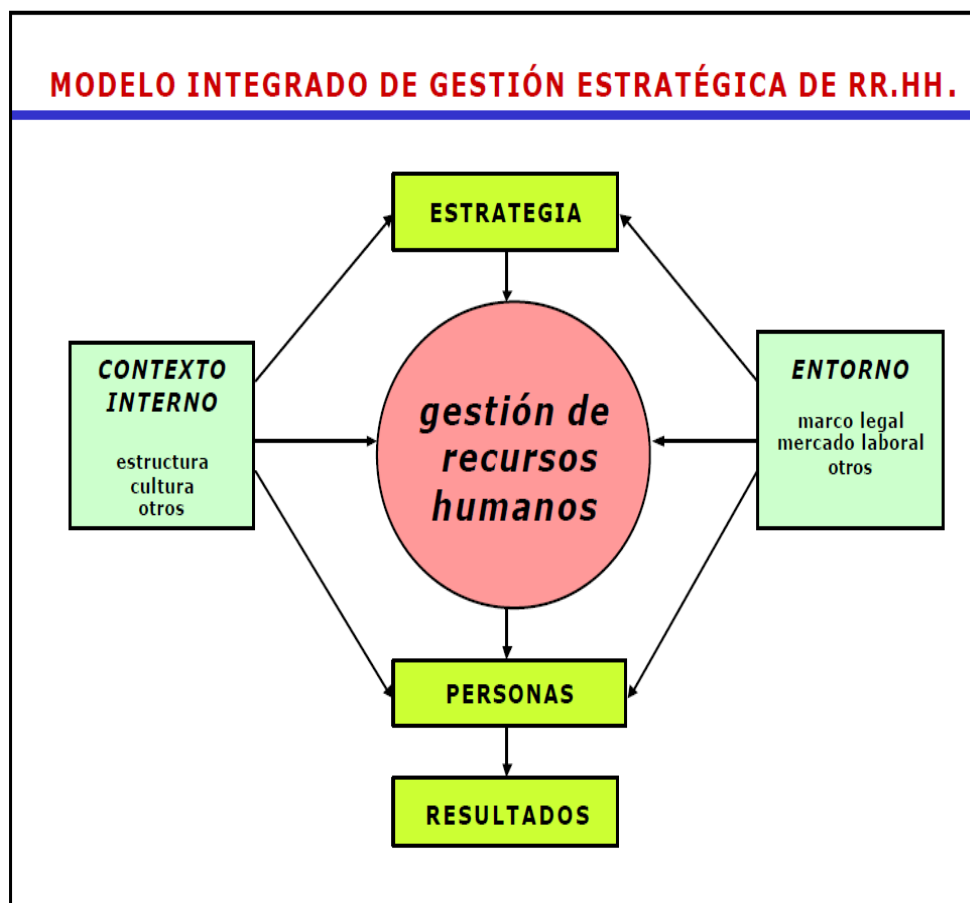 MODELO INTEGRADO DE GESTIÓN ESTRATÉGICA DE RR.HH.
ESTRATEGIA
CONTEXTO
INTERNO
estructura
cultura
otros
gestión de
recursos
humanos
ENTORNO
marco legal
mercado laboral
otros
PERSONAS
RESULTADOS